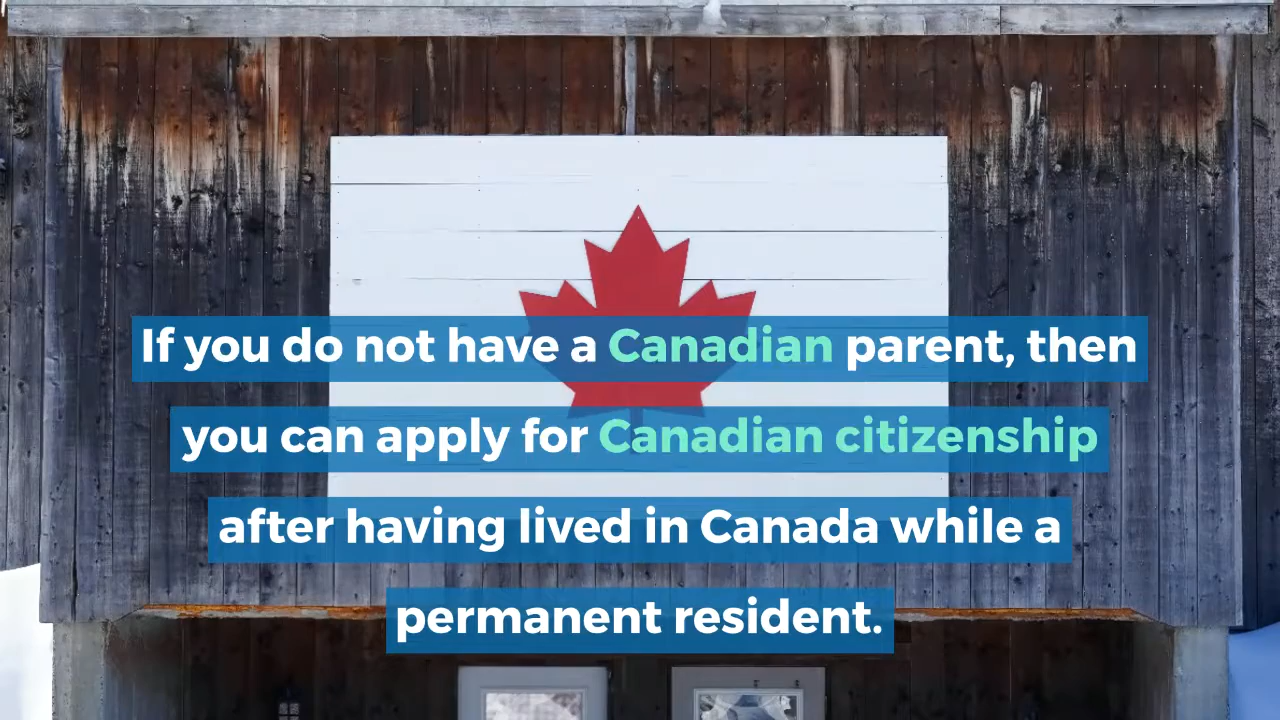 If you do not have a Canadian parent, then
you can apply for Canadian citizenship
after having lived in Canada while a
permanent resident.